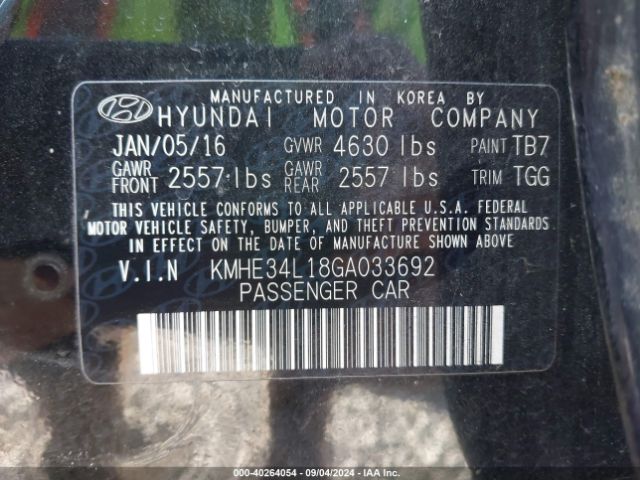 MANUFACTURED IN KOREA BY
HYUNDAI MOTOR COMPANY
JAN/05/16 GVWR 4630 lbs PAINT TB7
GAWR FRONT 2557 lbs GAWR REAR 2557 lbs TRIM TGG
THIS VEHICLE CONFORMS TO ALL APPLICABLE U.S.A. FEDERAL
MOTOR VEHICLE SAFETY, BUMPER, AND THEFT PREVENTION STANDARDS
IN EFFECT ON THE DATE OF MANUFACTURE SHOWN ABOVE.
V.I.N KMHE34L18GA033692
PASSENGER CAR
000-40264054 - 09/04/2024 - IAA Inc.